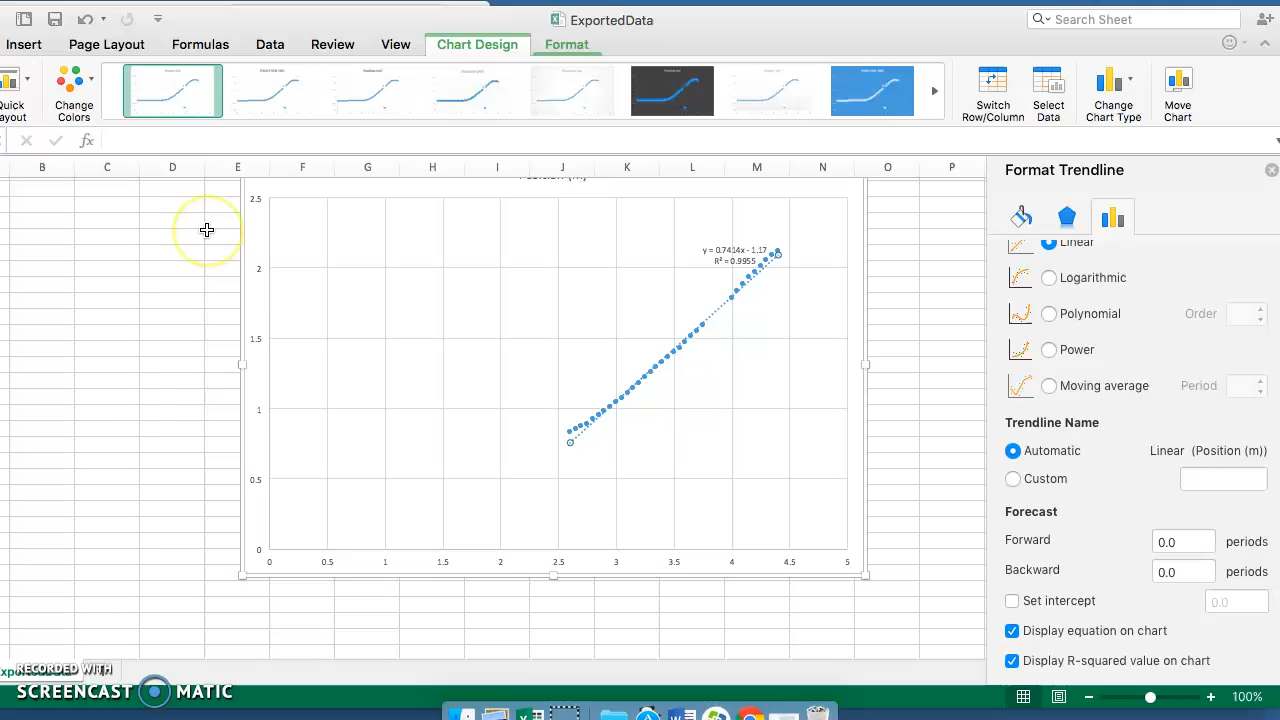 ExportedData
Search Sheet
Insert Page Layout Formulas Data Review View Chart Design Format
Quick
Layout
Change
Colors
Switch
Row/Column
Select
Data
Change
Chart Type
Move
Chart
fx
B C D E F G H I J K L M N O P
Format Trendline
Linear
Logarithmic
Polynomial Order
Power
Moving average Period
Trendline Name
Automatic Linear (Position (m))
Custom
Forecast
Forward 0.0 periods
Backward 0.0 periods
Set intercept 0.0
Display equation on chart
Display R-squared value on chart
2.5
y = 0.7414x - 1.17
R² = 0.9955
2
1.5
1
0.5
0
0 0.5 1 1.5 2 2.5 3 3.5 4 4.5 5
RECORDED WITH
SCREENCAST MATIC
100%